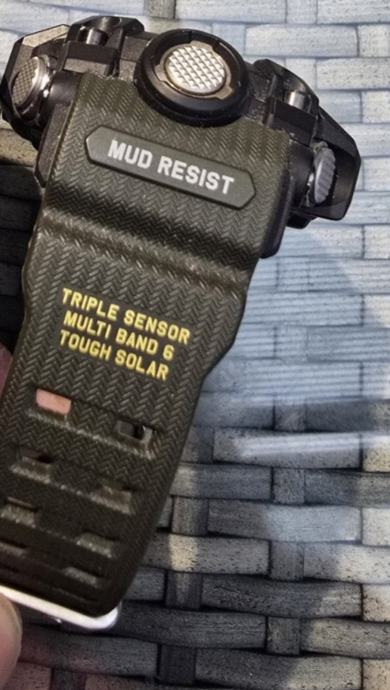 MUD RESIST
TRIPLE SENSOR
MULTI BAND 6
TOUGH SOLAR